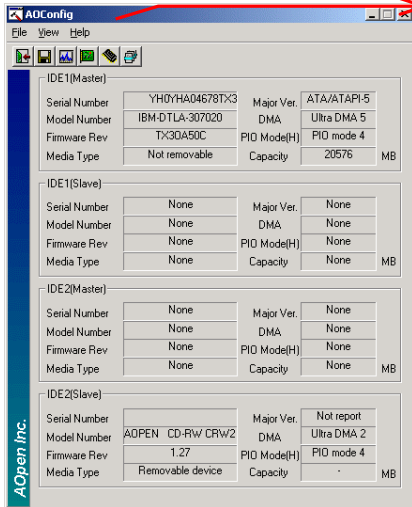 AOConfig
File View Help
IDE1(Master)
Serial Number YH0YHA04678TX3 Major Ver. ATA/ATAPI-5
Model Number IBM-DTLA-307020 DMA Ultra DMA 5
Firmware Rev TX3OA50C PIO Mode(H) PIO mode 4
Media Type Not removable Capacity 20576 MB
IDE1(Slave)
Serial Number None Major Ver. None
Model Number None DMA None
Firmware Rev None PIO Mode(H) None
Media Type None Capacity None MB
IDE2(Master)
Serial Number None Major Ver. None
Model Number None DMA None
Firmware Rev None PIO Mode(H) None
Media Type None Capacity None MB
IDE2(Slave)
Serial Number Major Ver. Not report
Model Number AOPEN CD-RW CRW2 DMA Ultra DMA 2
Firmware Rev 1.27 PIO Mode(H) PIO mode 4
Media Type Removable device Capacity - MB
AOpen Inc.